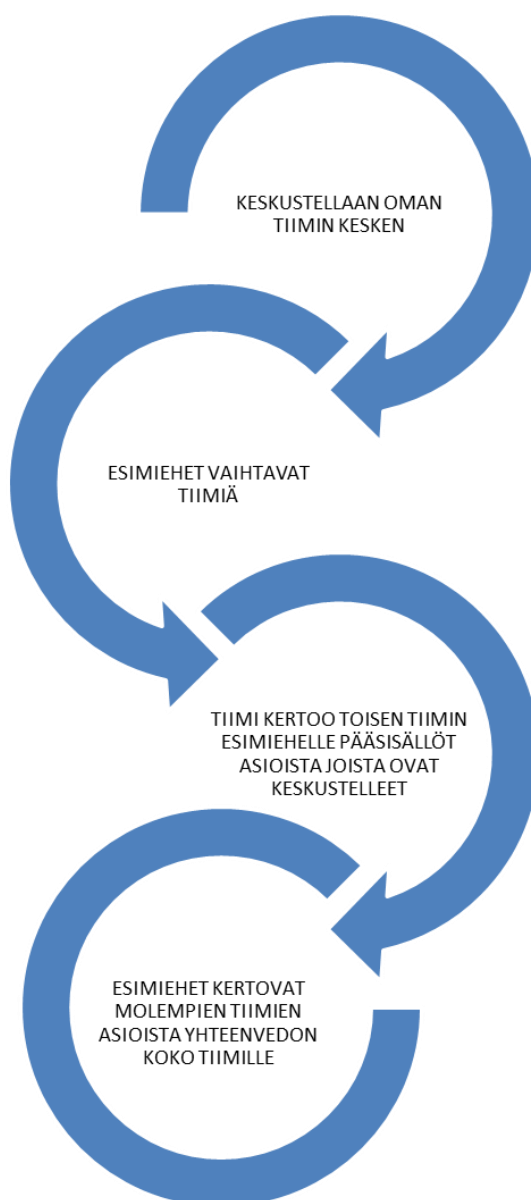 KESKUSTELLAAN OMAN
TIIMIN KESKEN
ESIMIEHET VAIHTAVAT
TIIMIÄ
TIIMI KERTOO TOISEN TIIMIN
ESIMIEHELLE PÄÄSISÄLLÖT
ASIOISTA JOISTA OVAT
KESKUSTELLEET
ESIMIEHET KERTOVAT
MOLEMPIEN TIIMIEN
ASIOISTA YHTEENVEDON
KOKO TIIMILLE